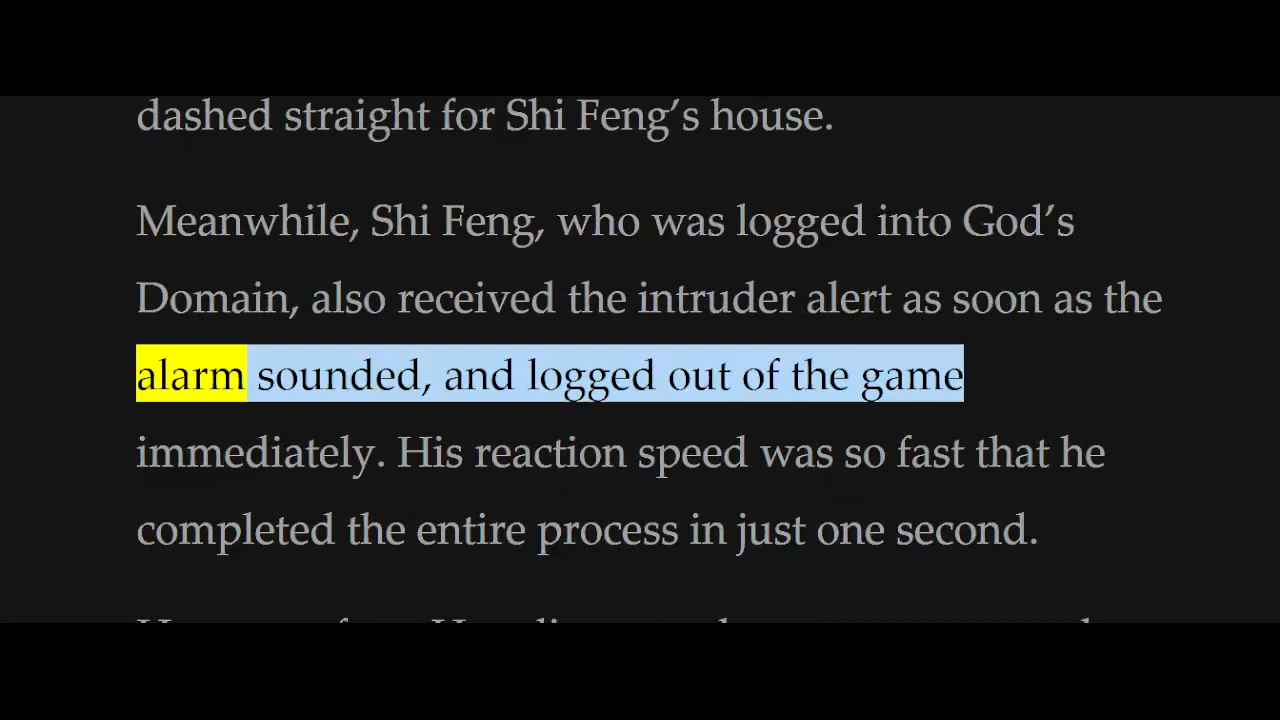 dashed straight for Shi Feng’s house.
Meanwhile, Shi Feng, who was logged into God’s
Domain, also received the intruder alert as soon as the
alarm sounded, and logged out of the game
immediately. His reaction speed was so fast that he
completed the entire process in just one second.